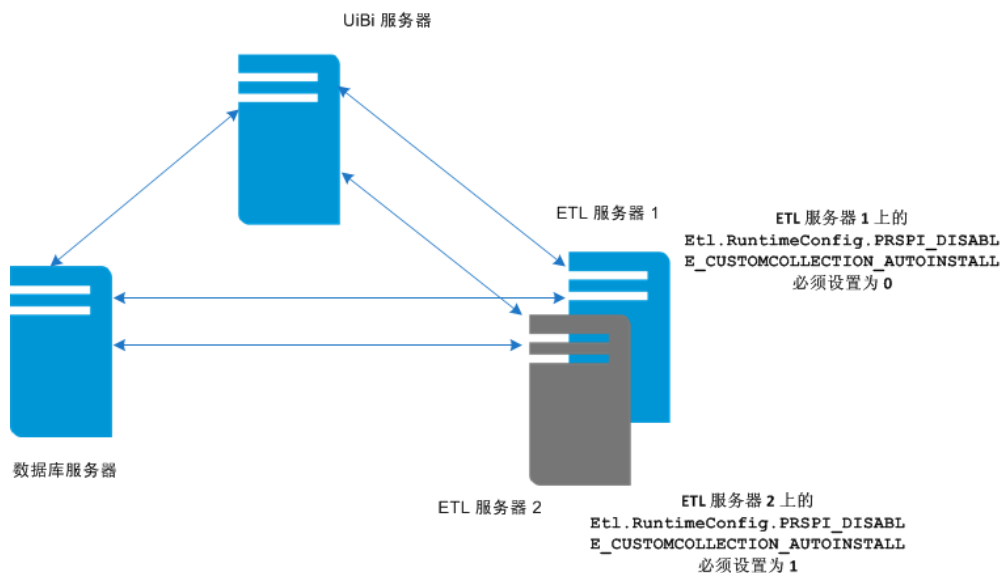 UiBi 服务器
ETL 服务器 1
ETL 服务器 1 上的
Etl.RuntimeConfig.PRSPI_DISABL
E_CUSTOMCOLLECTION_AUTOINSTALL
必须设置为 0
数据库服务器
ETL 服务器 2
ETL 服务器 2 上的
Etl.RuntimeConfig.PRSPI_DISABL
E_CUSTOMCOLLECTION_AUTOINSTALL
必须设置为 1